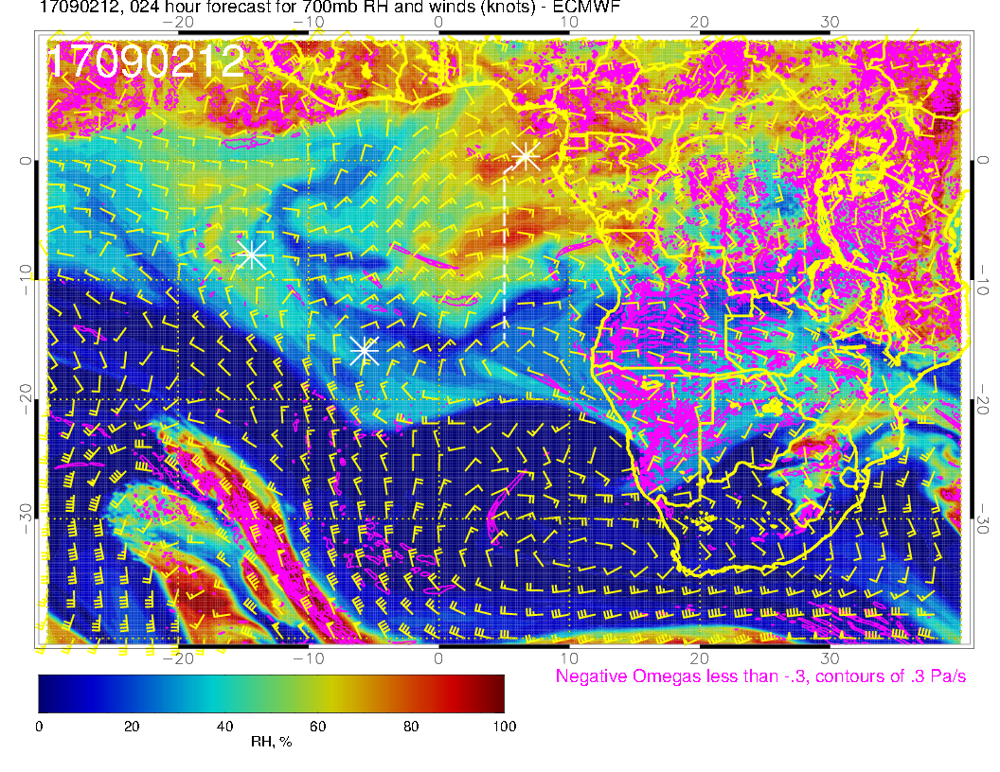 17090212, 024 hour forecast for 700mb RH and winds (knots) - ECMWF
−20 −10 0 10 20 30
17090212
0 0
−10 −10
−20 −20
−30 −30
−20 −10 0 10 20 30
Negative Omegas less than -.3, contours of .3 Pa/s
0 20 40 60 80 100
RH, %